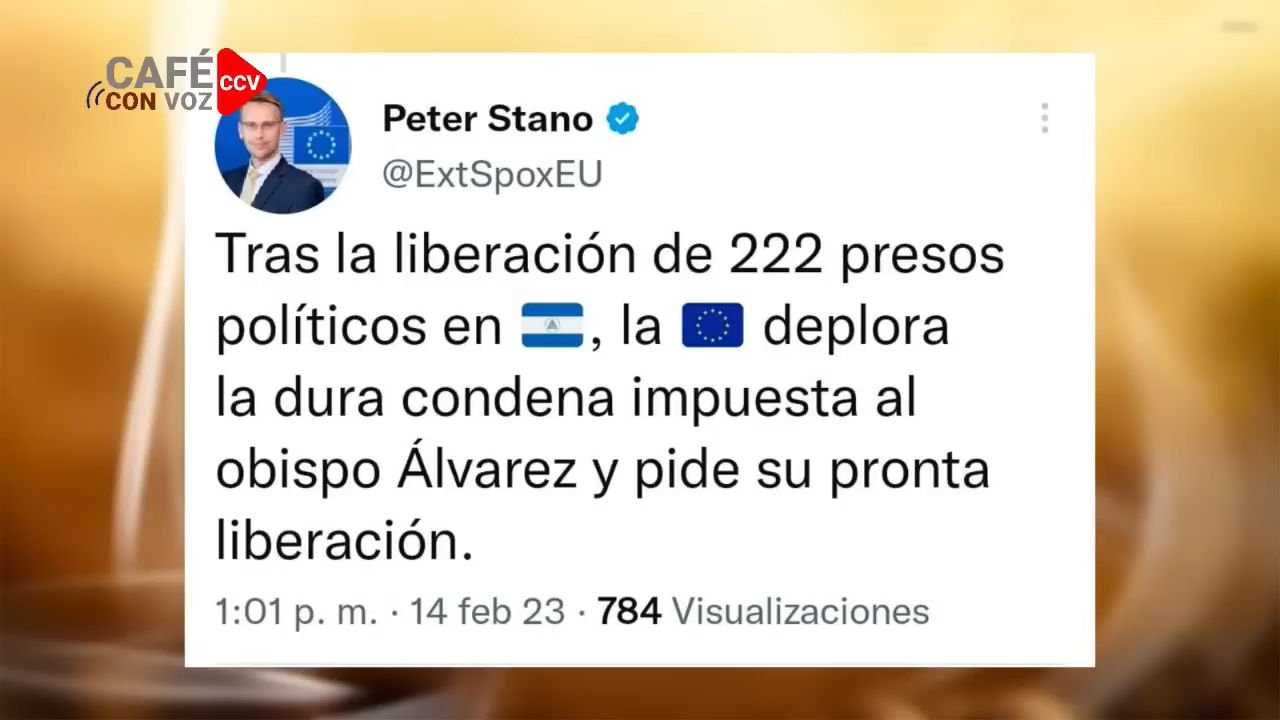 CAFÉ
CON VOZ
CCV
Peter Stano
@ExtSpoxEU
Tras la liberación de 222 presos
políticos en 🇳🇮, la 🇪🇺 deplora
la dura condena impuesta al
obispo Álvarez y pide su pronta
liberación.
1:01 p. m. · 14 feb 23 · 784 Visualizaciones